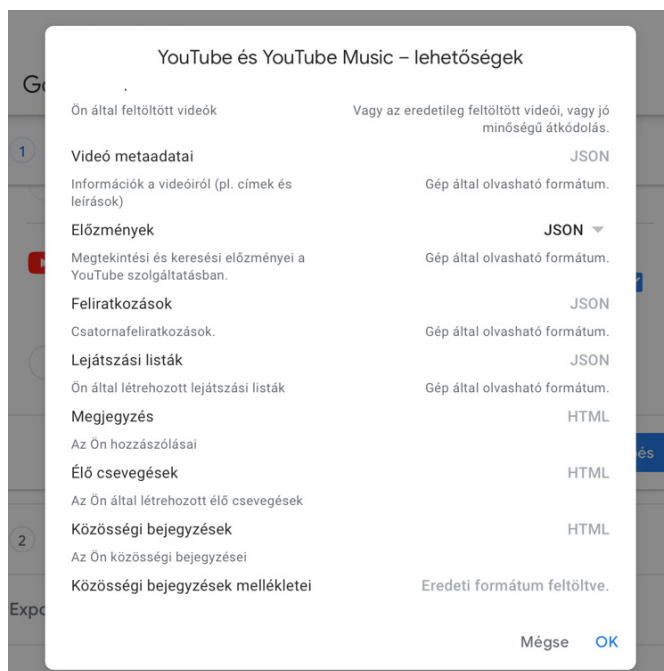 YouTube és YouTube Music – lehetőségek
Ön által feltöltött videók
Vagy az eredetileg feltöltött videói, vagy jó
minőségű átkódolás.
1
Videó metaadatai
JSON
Információk a videóiról (pl. címek és
leírások)
Gép által olvasható formátum.
Előzmények
JSON
Megtekintési és keresési előzményei a
YouTube szolgáltatásban.
Gép által olvasható formátum.
Feliratkozások
JSON
Csatornafeliratkozások.
Gép által olvasható formátum.
Lejátszási listák
JSON
Ön által létrehozott lejátszási listák
Gép által olvasható formátum.
Megjegyzés
HTML
Az Ön hozzászólásai
Élő csevegések
HTML
Az Ön által létrehozott élő csevegések
2
Közösségi bejegyzések
HTML
Az Ön közösségi bejegyzései
Közösségi bejegyzések mellékletei
Eredeti formátum feltöltve.
Mégse
OK